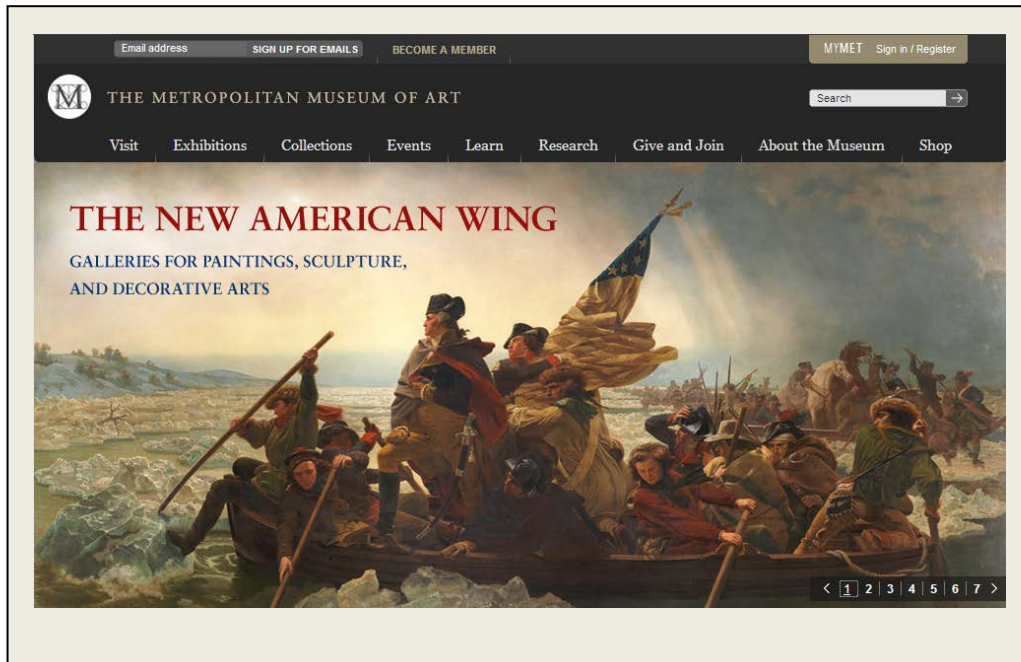 Email address SIGN UP FOR EMAILS BECOME A MEMBER MYMET Sign in / Register
M
THE METROPOLITAN MUSEUM OF ART Search
Visit Exhibitions Collections Events Learn Research Give and Join About the Museum Shop
THE NEW AMERICAN WING
GALLERIES FOR PAINTINGS, SCULPTURE,
AND DECORATIVE ARTS
1 2 3 4 5 6 7